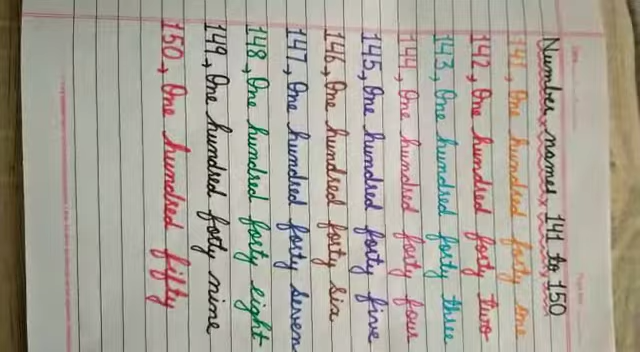 Number names 141 to 150
141, One hundred forty one
142, One hundred forty two
143, One hundred forty three
144, One hundred forty four
145, One hundred forty five
146, One hundred forty six
147, One hundred forty seven
148, One hundred forty eight
149, One hundred forty nine
150, One hundred fifty